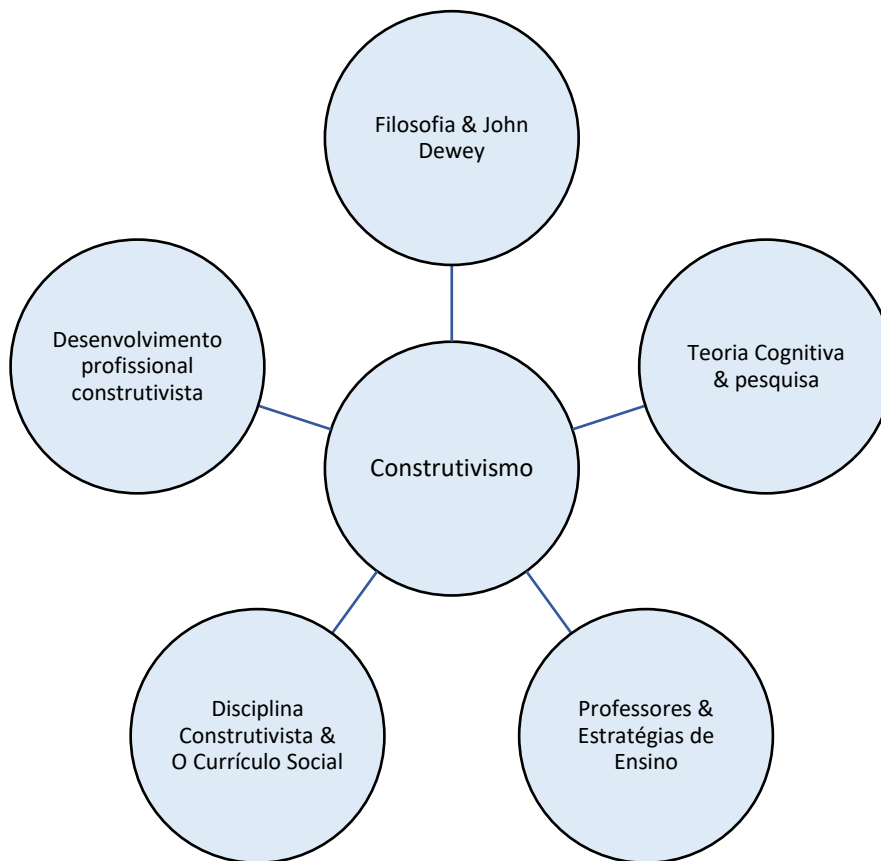 Filosofia & John
Dewey
Desenvolvimento
profissional
construtivista
Teoria Cognitiva
& pesquisa
Construtivismo
Disciplina
Construtivista &
O Currículo Social
Professores &
Estratégias de
Ensino